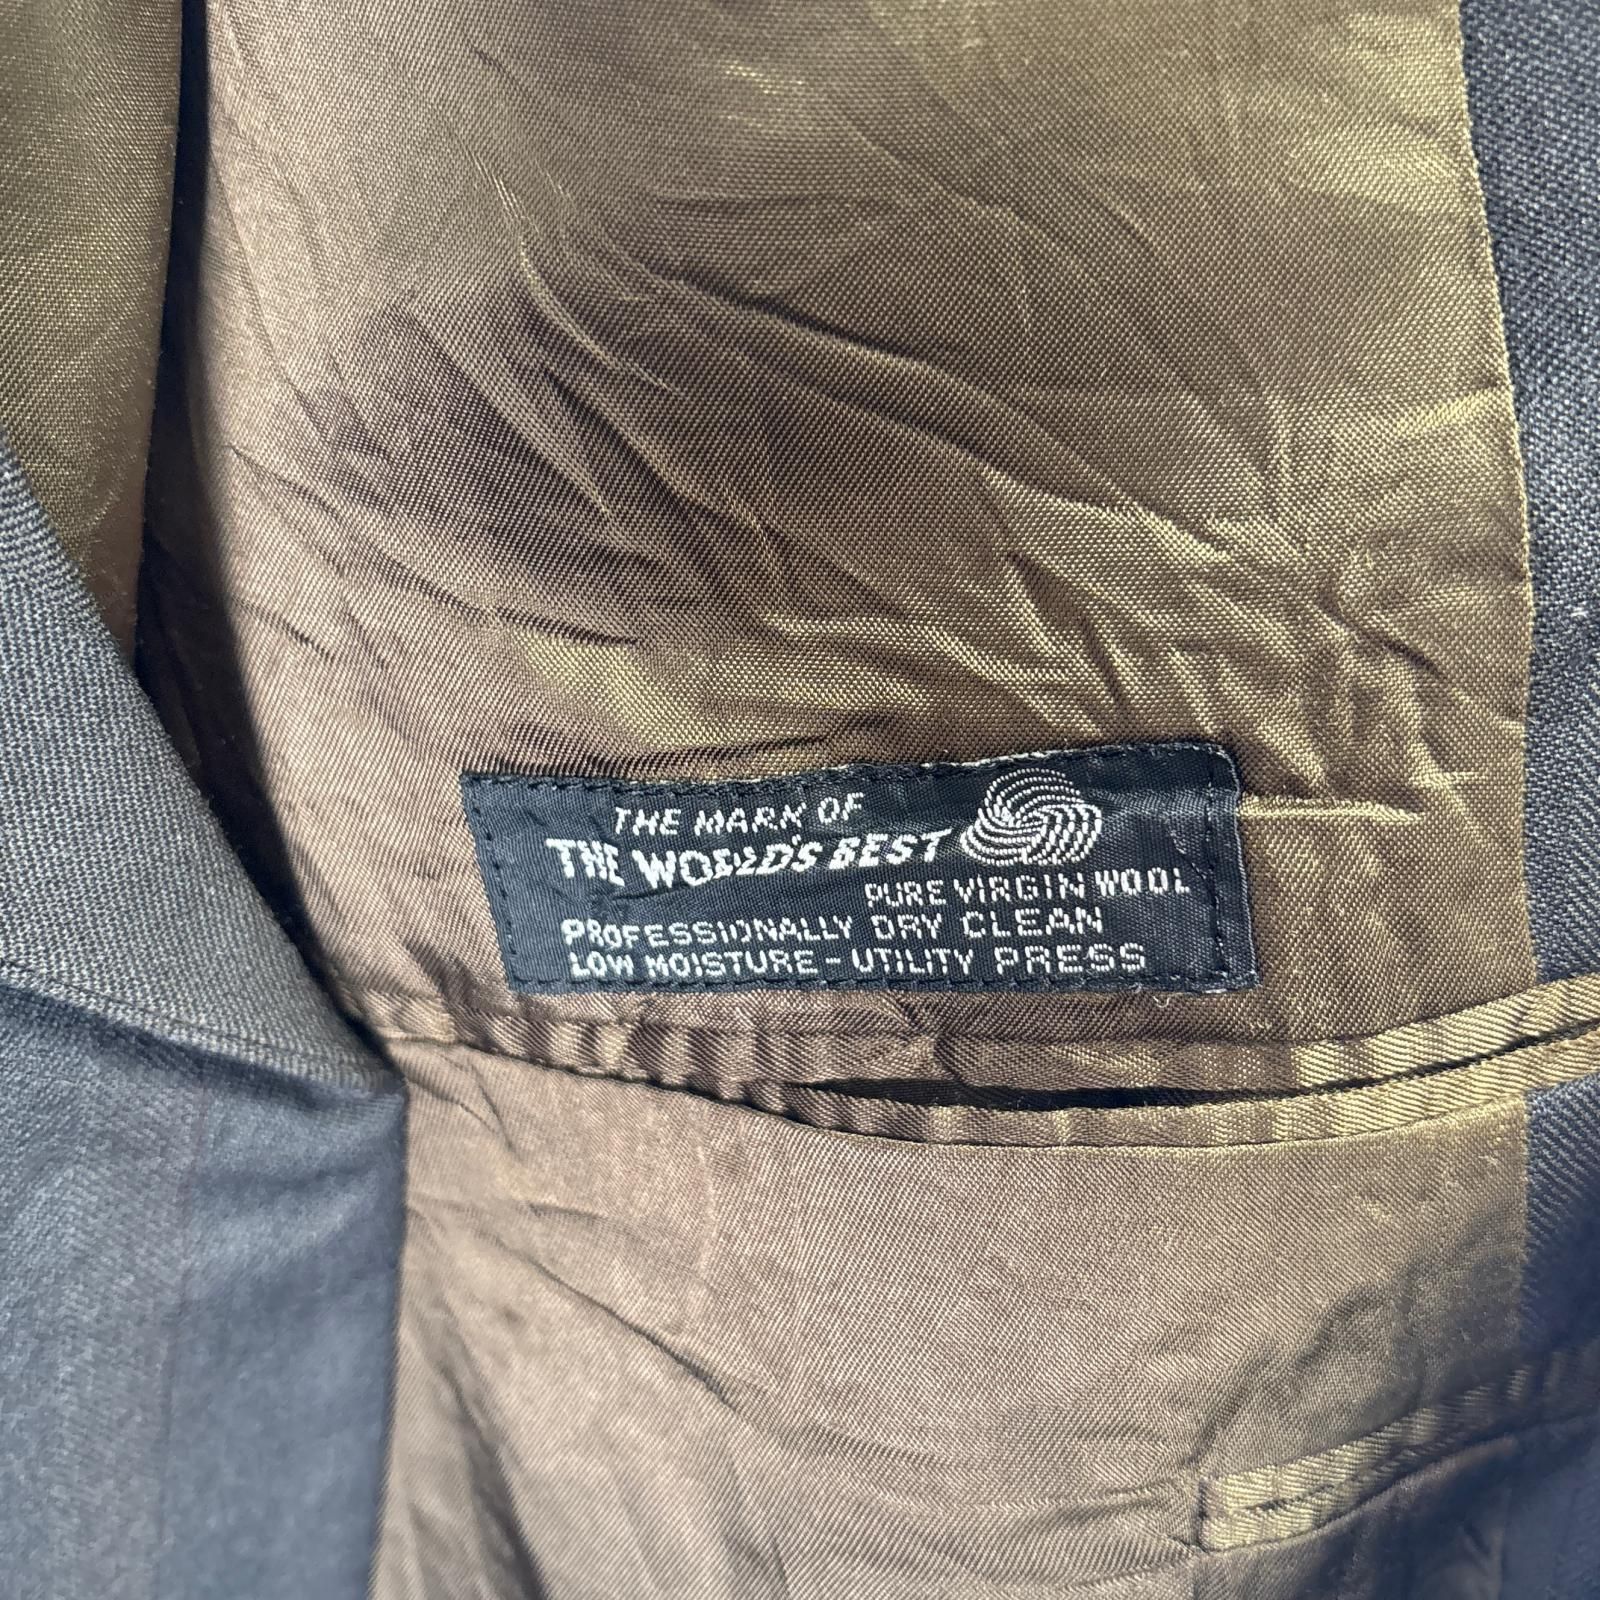 THE MARK OF
THE WORLD'S BEST
PURE VIRGIN WOOL
PROFESSIONALLY DRY CLEAN
LOW MOISTURE - UTILITY PRESS